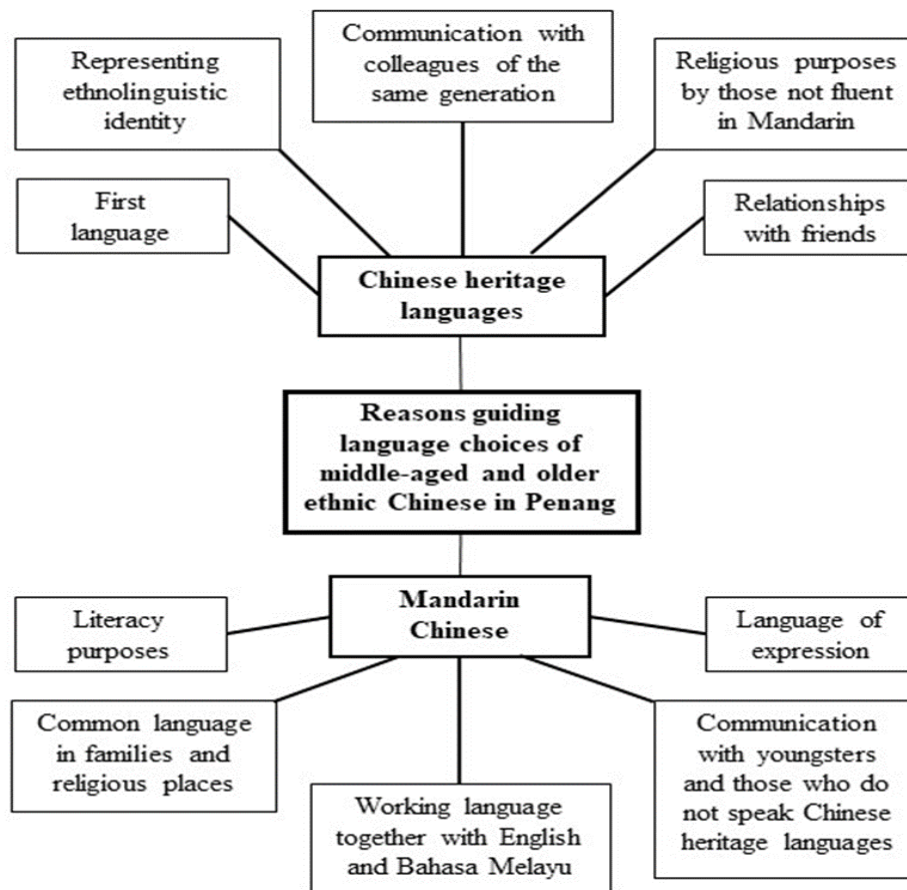 Representing
ethnolinguistic
identity
Communication with
colleagues of the
same generation
Religious purposes
by those not fluent
in Mandarin
First
language
Relationships
with friends
Chinese heritage
languages
Reasons guiding
language choices of
middle-aged and older
ethnic Chinese in Penang
Mandarin
Chinese
Literacy
purposes
Language of
expression
Common language
in families and
religious places
Working language
together with English
and Bahasa Melayu
Communication
with youngsters
and those who do
not speak Chinese
heritage languages